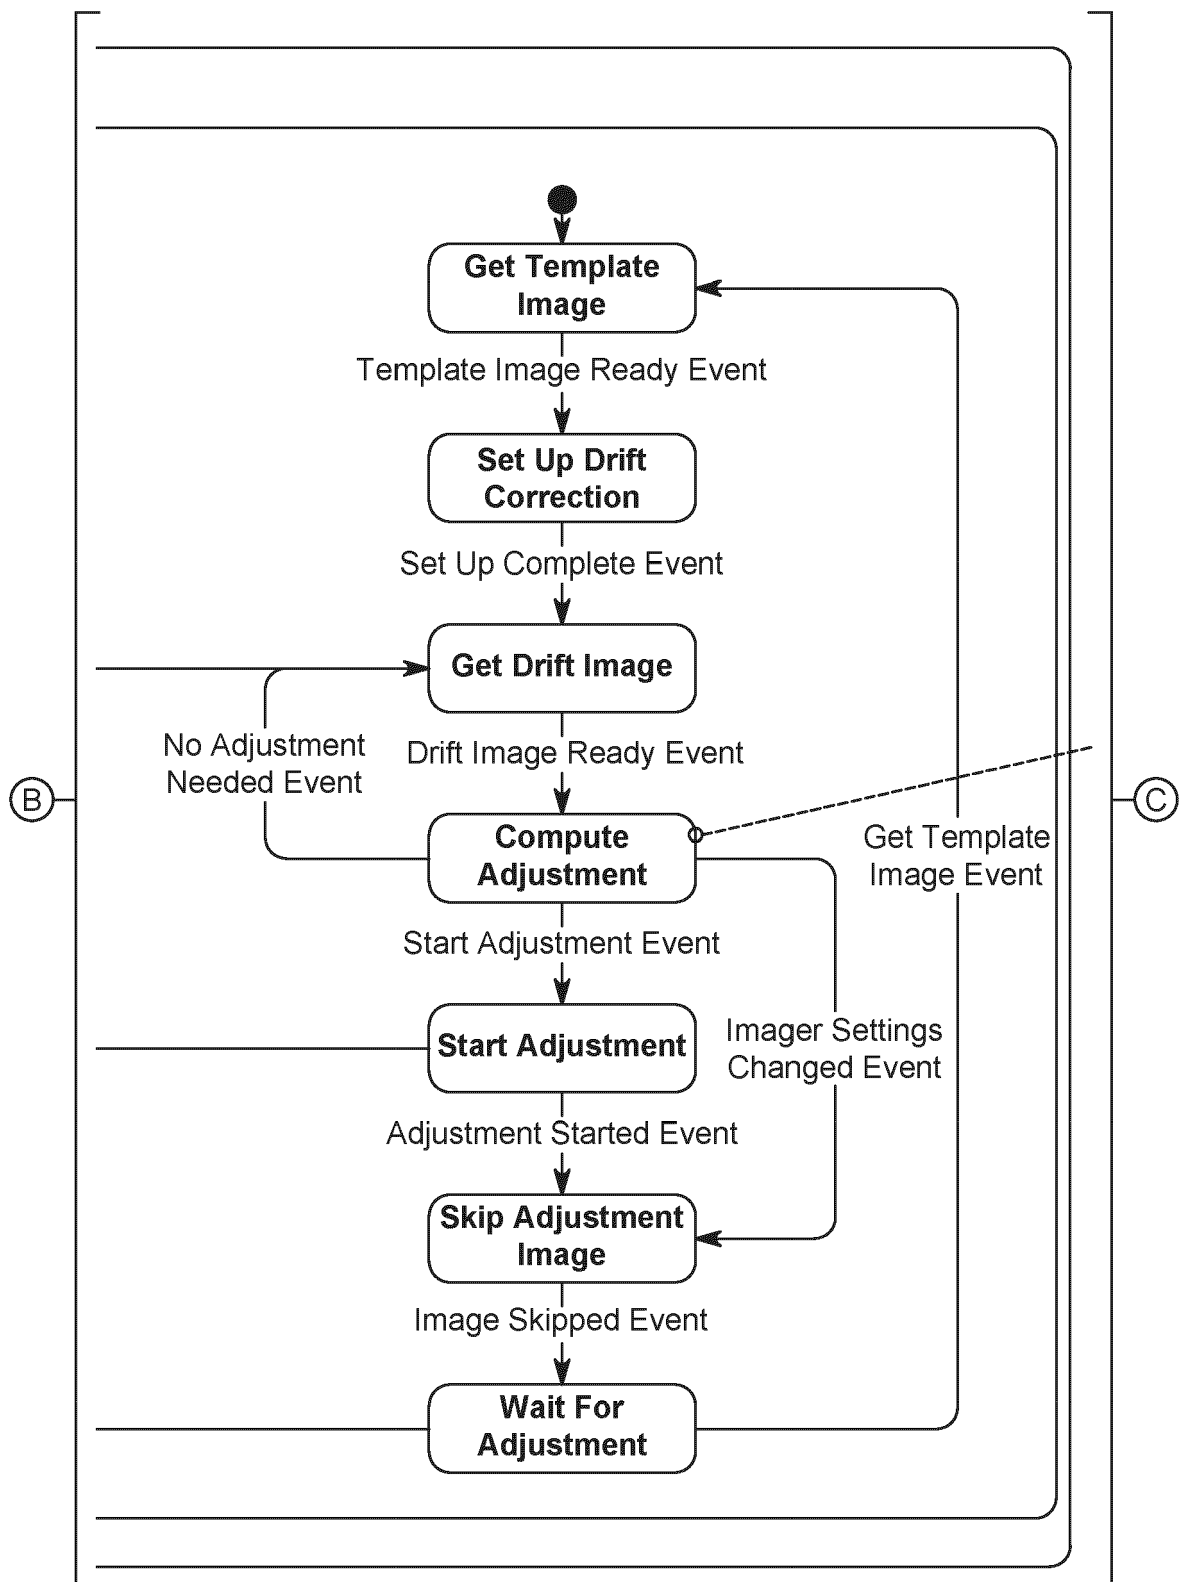 Get Template
Image
Template Image Ready Event
Set Up Drift
Correction
Set Up Complete Event
Get Drift Image
No Adjustment
Needed Event
Drift Image Ready Event
B
C
Compute
Adjustment
Get Template
Image Event
Start Adjustment Event
Start Adjustment
Imager Settings
Changed Event
Adjustment Started Event
Skip Adjustment
Image
Image Skipped Event
Wait For
Adjustment